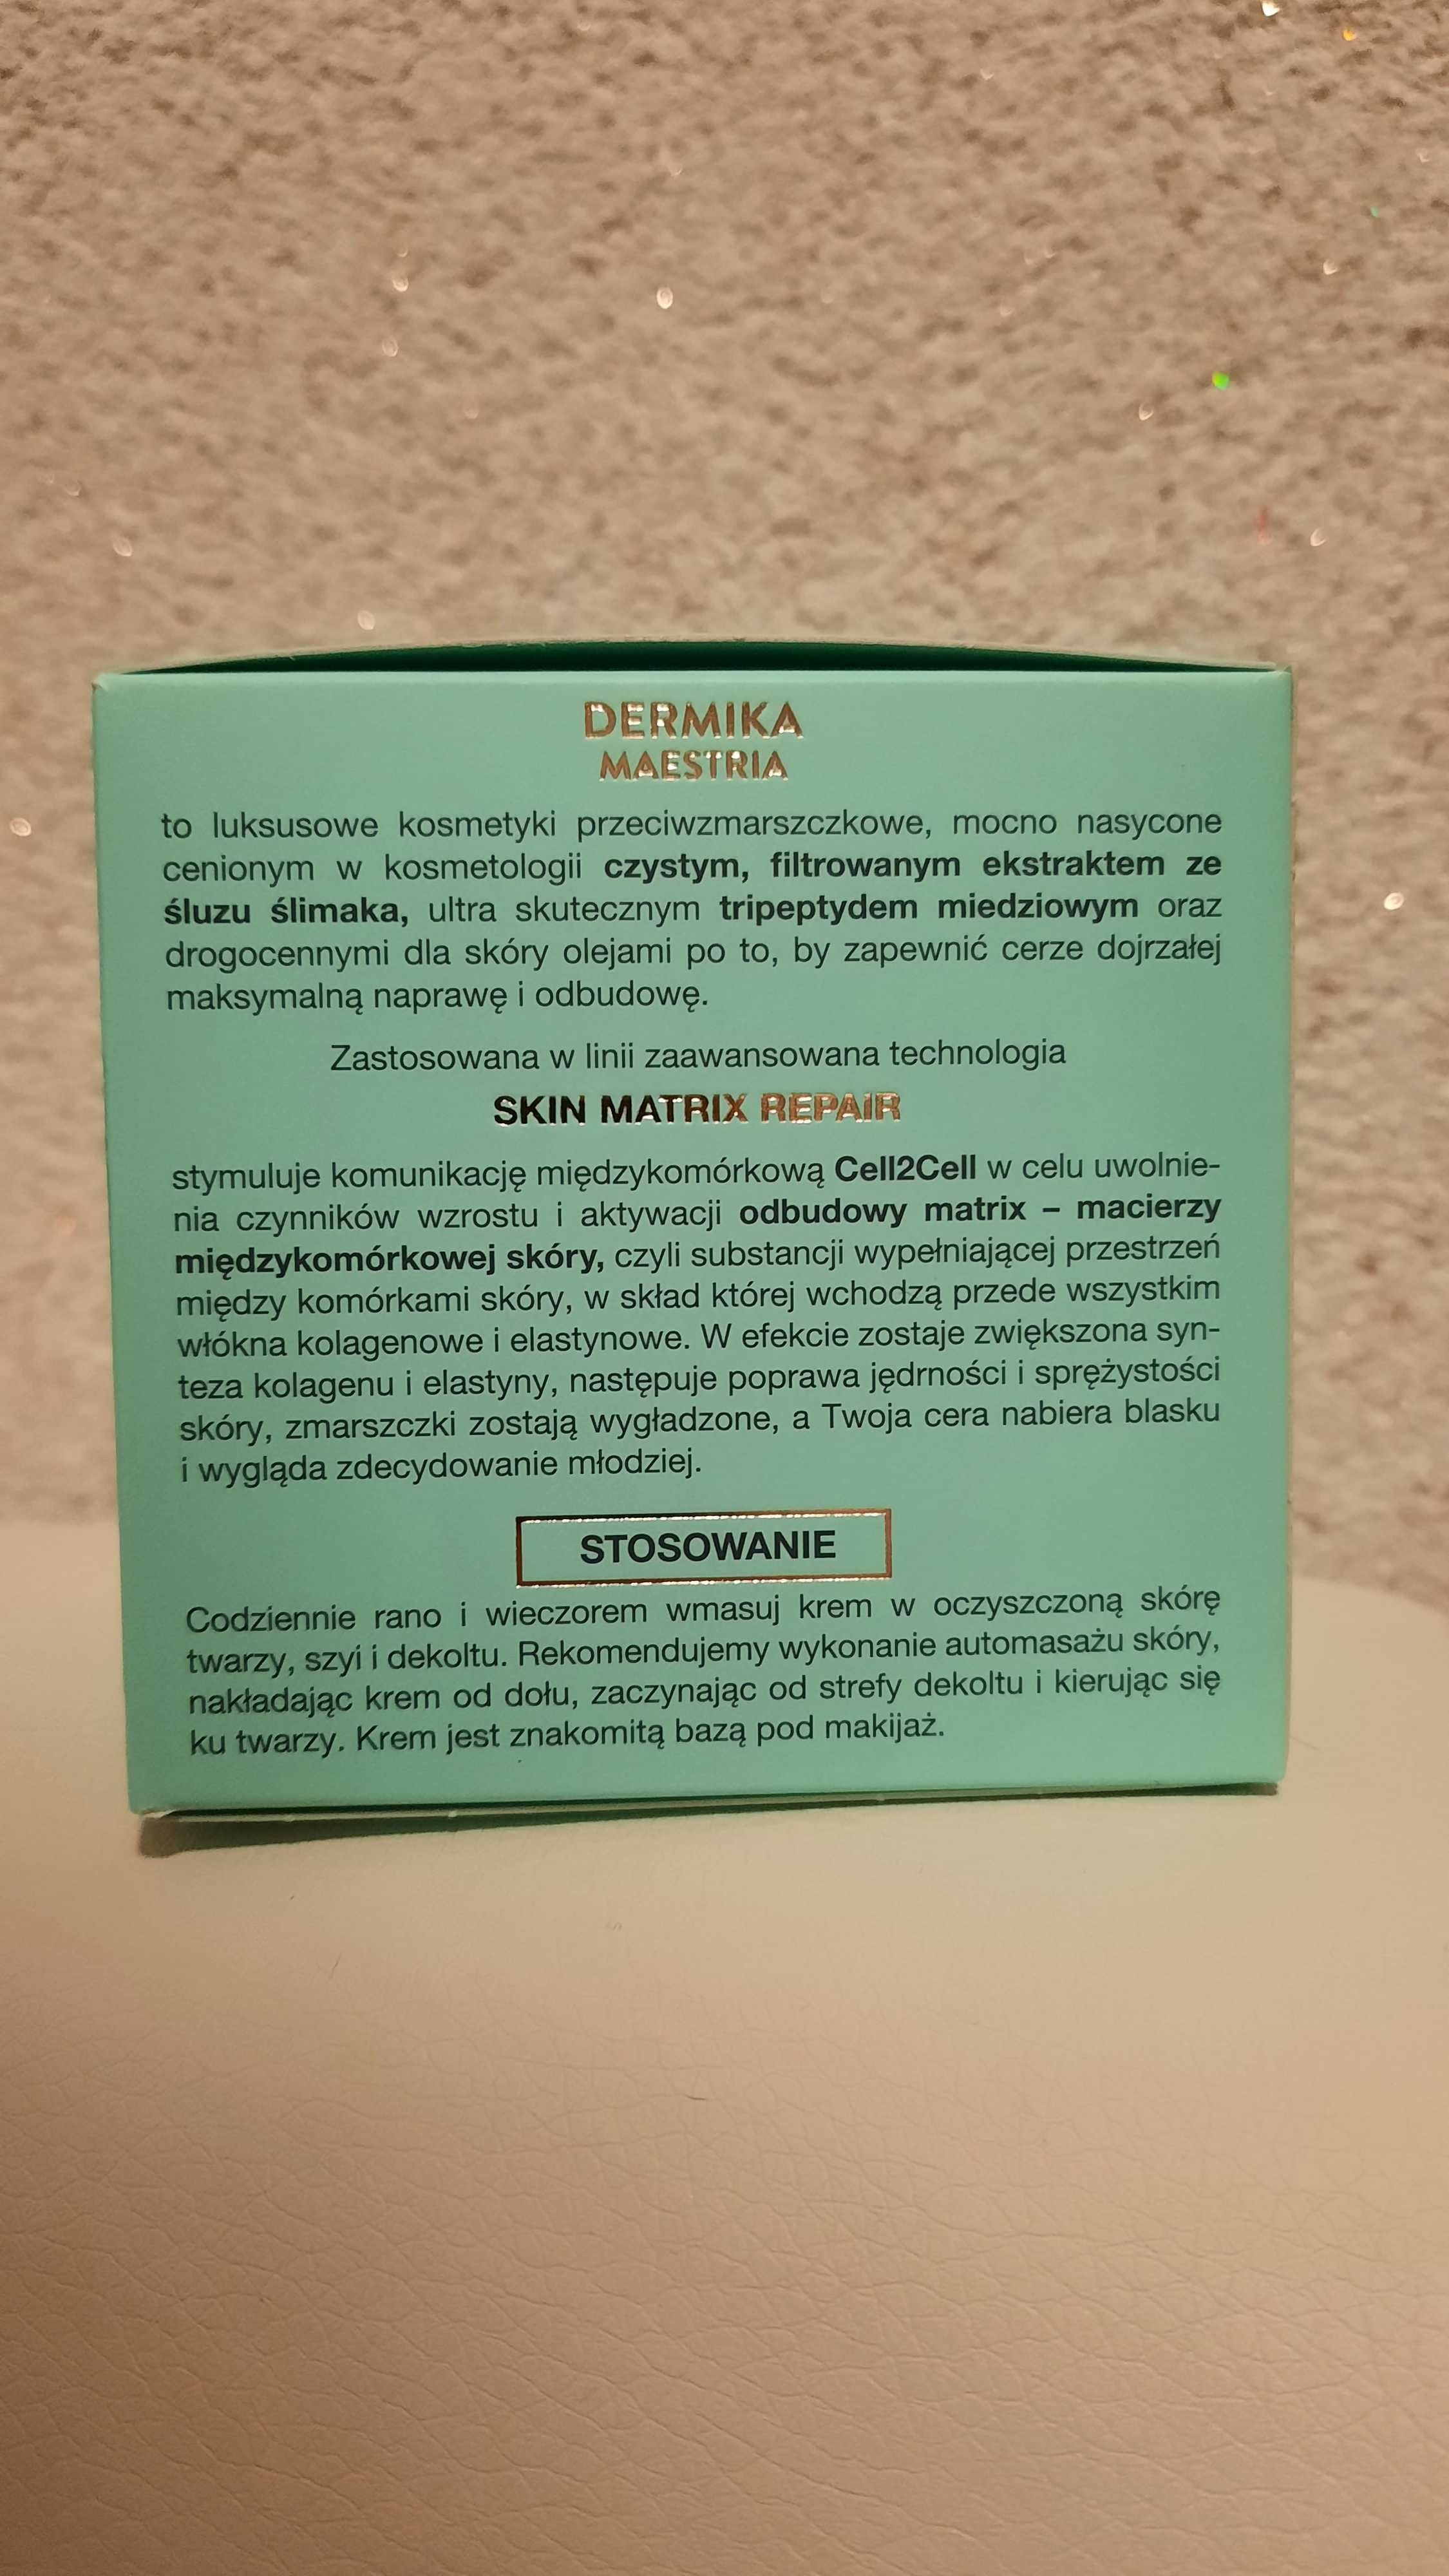 DERMIKA
MAESTRIA
to luksusowe kosmetyki przeciwzmarszczkowe, mocno nasycone
cenionym w kosmetologii czystym, filtrowanym ekstraktem ze
śluzu ślimaka, ultra skutecznym tripeptydem miedziowym oraz
drogocennymi dla skóry olejami po to, by zapewnić cerze dojrzałej
maksymalną naprawę i odbudowę.
Zastosowana w linii zaawansowana technologia
SKIN MATRIX REPAIR
stymuluje komunikację międzykomórkową Cell2Cell w celu uwolnie-
nia czynników wzrostu i aktywacji odbudowy matrix – macierzy
międzykomórkowej skóry, czyli substancji wypełniającej przestrzeń
między komórkami skóry, w skład której wchodzą przede wszystkim
włókna kolagenowe i elastynowe. W efekcie zostaje zwiększona syn-
teza kolagenu i elastyny, następuje poprawa jędrności i sprężystości
skóry, zmarszczki zostają wygładzone, a Twoja cera nabiera blasku
i wygląda zdecydowanie młodziej.
STOSOWANIE
Codziennie rano i wieczorem wmasuj krem w oczyszczoną skórę
twarzy, szyi i dekoltu. Rekomendujemy wykonanie automasażu skóry,
nakładając krem od dołu, zaczynając od strefy dekoltu i kierując się
ku twarzy. Krem jest znakomitą bazą pod makijaż.